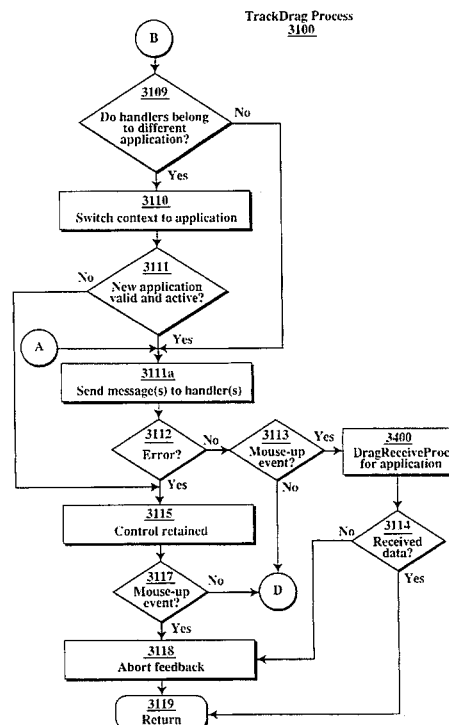 TrackDrag Process
3100
B
3109
Do handlers belong
to different
application?
No
Yes
3110
Switch context to application
No
3111
New application
valid and active?
Yes
A
3111a
Send message(s) to handler(s)
3112
Error?
No
3113
Mouse-up
event?
Yes
3400
DragReceiveProc
for application
Yes
No
3115
Control retained
No
3114
Received
data?
Yes
3117
Mouse-up
event?
No
D
Yes
3118
Abort feedback
3119
Return